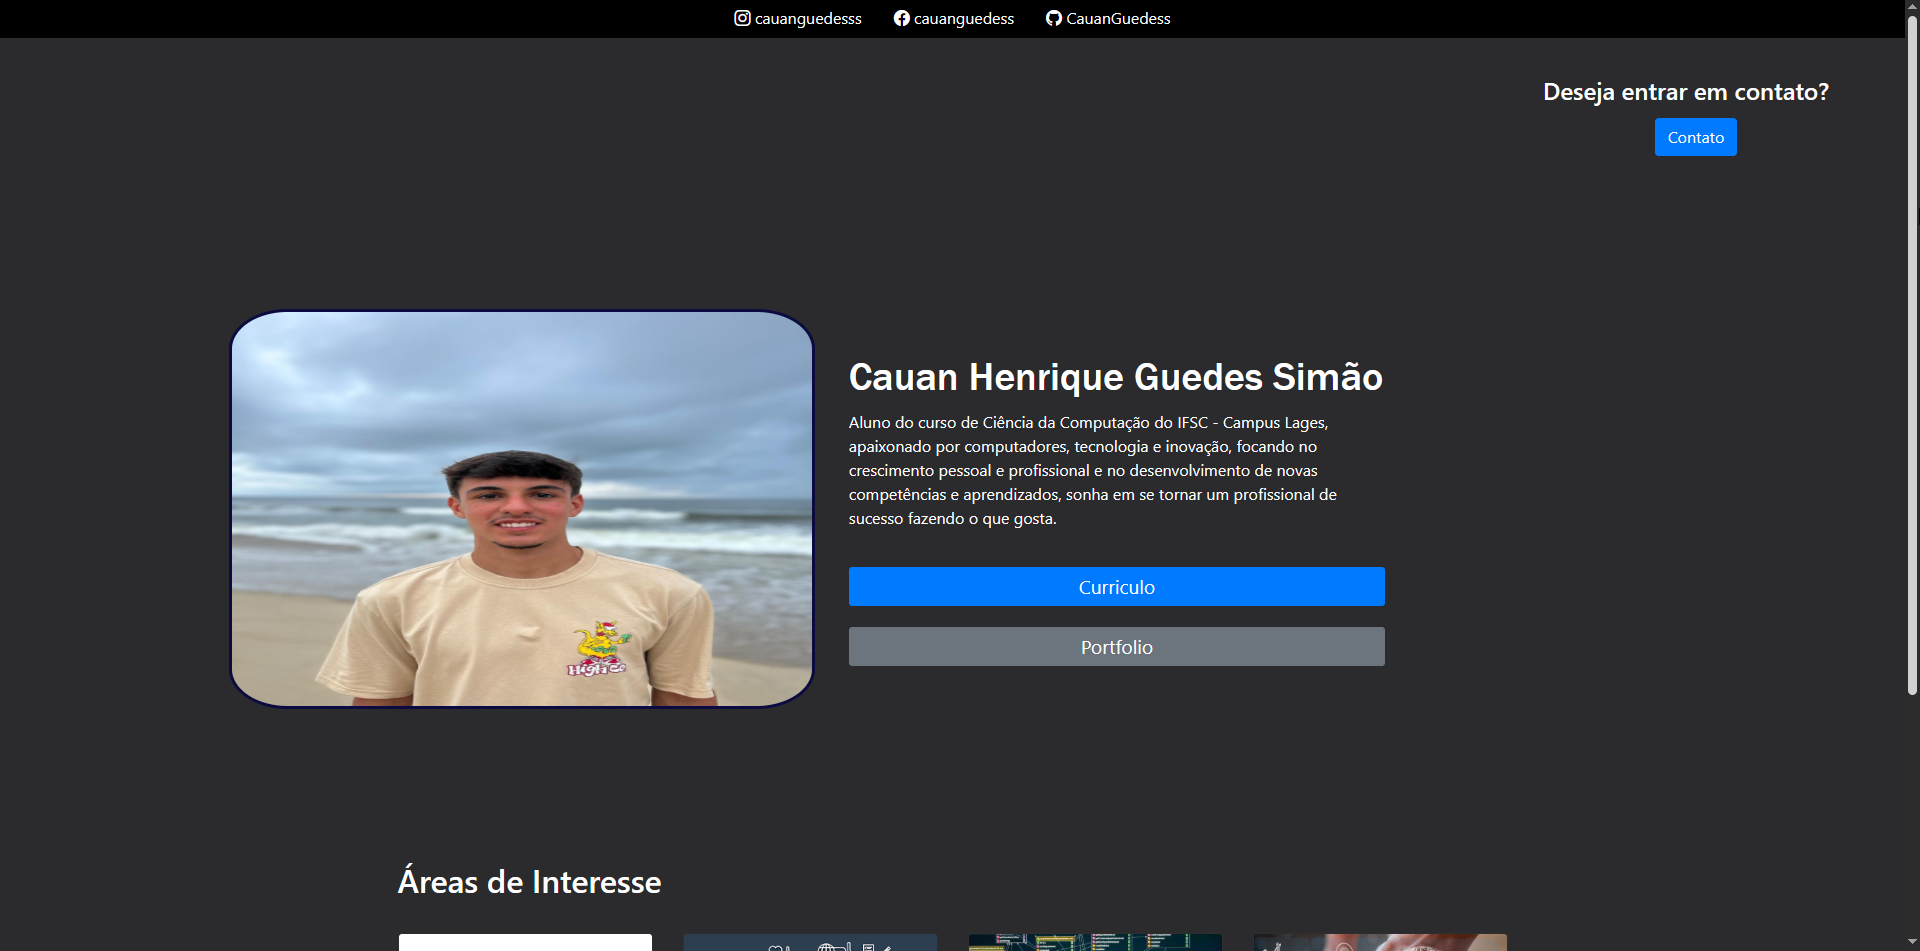 cauanguedesss cauanguedess CauanGuedess
Deseja entrar em contato?
Contato
Cauan Henrique Guedes Simão
Aluno do curso de Ciência da Computação do IFSC - Campus Lages,
apaixonado por computadores, tecnologia e inovação, focando no
crescimento pessoal e profissional e no desenvolvimento de novas
competências e aprendizados, sonha em se tornar um profissional de
sucesso fazendo o que gosta.
Curriculo
Portfolio
High Co
Áreas de Interesse